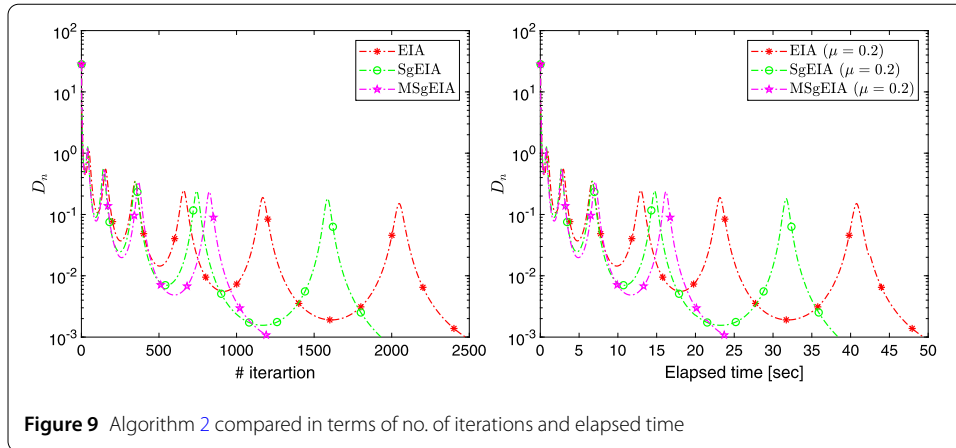 10^2
10^1
10^0
10^-1
10^-2
10^-3
D_n
0 500 1000 1500 2000 2500
# iterartion
EIA
SgEIA
MSgEIA
10^2
10^1
10^0
10^-1
10^-2
10^-3
D_n
0 5 10 15 20 25 30 35 40 45 50
Elapsed time [sec]
EIA (μ = 0.2)
SgEIA (μ = 0.2)
MSgEIA (μ = 0.2)
Figure 9 Algorithm 2 compared in terms of no. of iterations and elapsed time